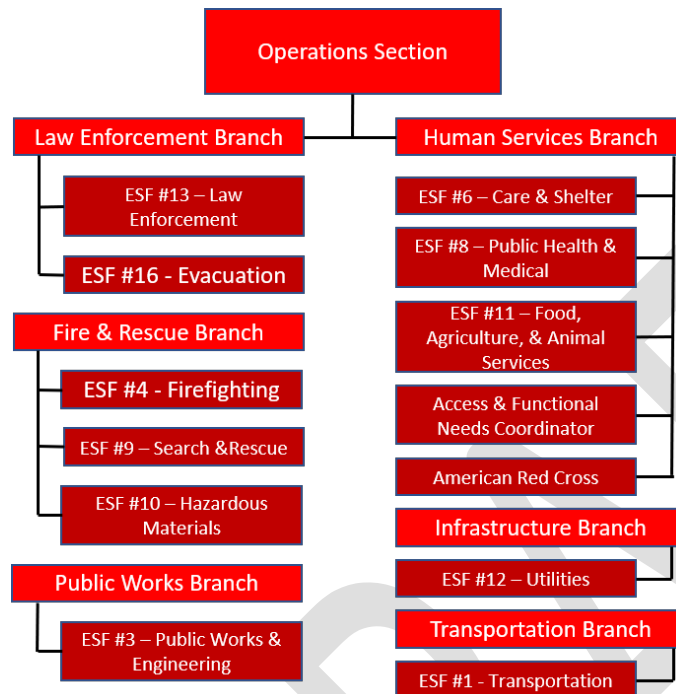 Operations Section
Law Enforcement Branch
ESF #13 – Law
Enforcement
ESF #16 - Evacuation
Fire & Rescue Branch
ESF #4 - Firefighting
ESF #9 – Search &Rescue
ESF #10 – Hazardous
Materials
Public Works Branch
ESF #3 – Public Works &
Engineering
Human Services Branch
ESF #6 – Care & Shelter
ESF #8 – Public Health &
Medical
ESF #11 – Food,
Agriculture, & Animal
Services
Access & Functional
Needs Coordinator
American Red Cross
Infrastructure Branch
ESF #12 – Utilities
Transportation Branch
ESF #1 - Transportation